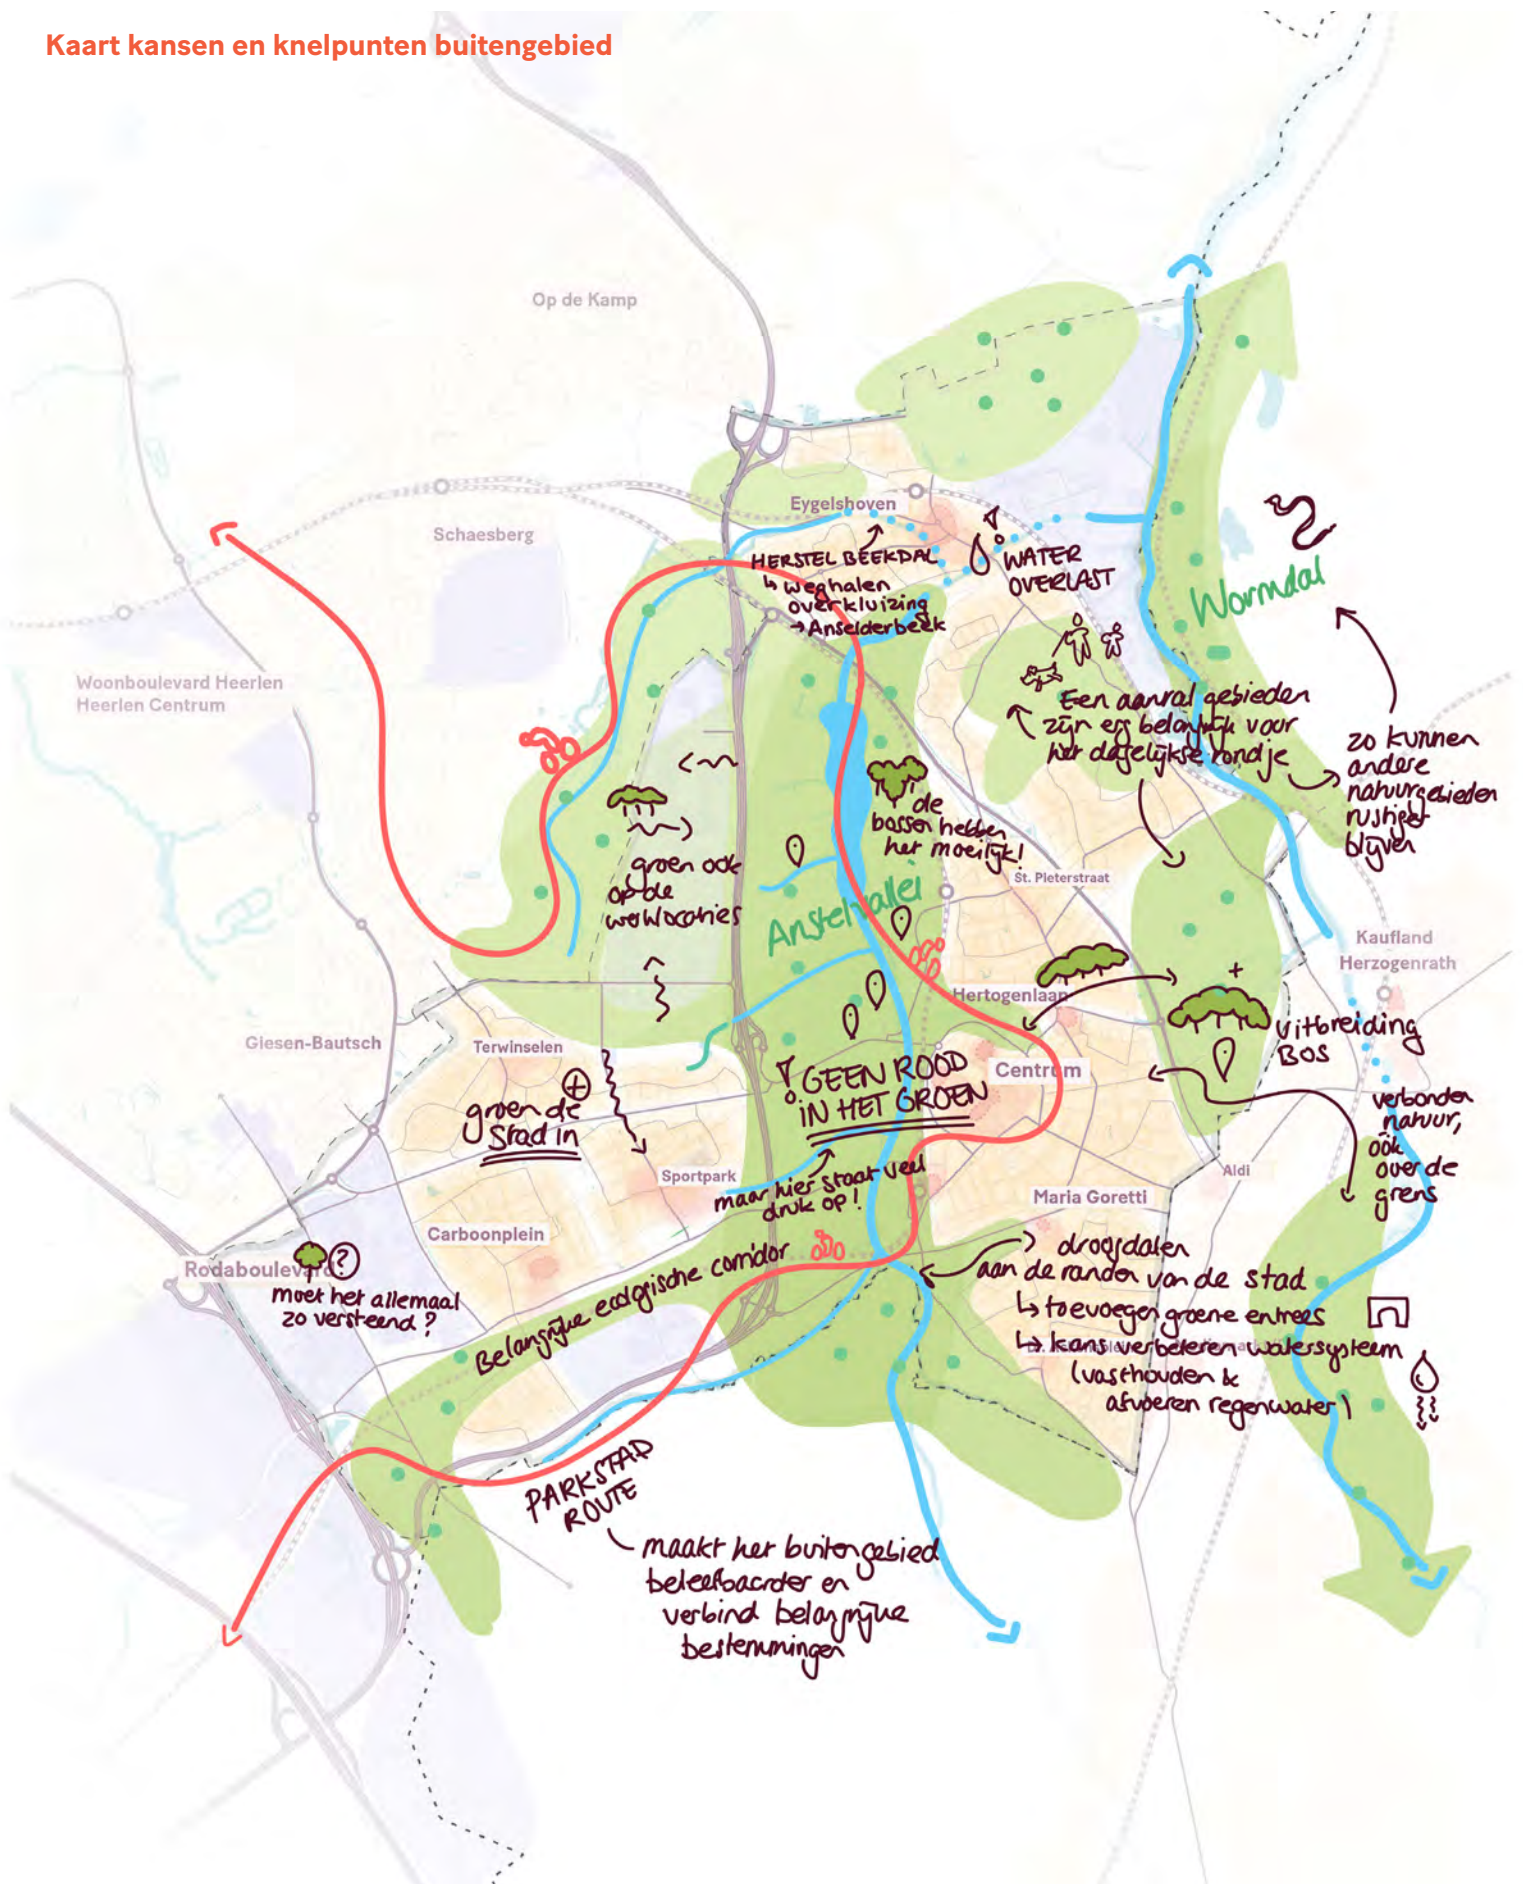 Kaart kansen en knelpunten buitengebied
Op de Kamp
Schaesberg
Eygelshoven
HERSTEL BEEKDAL
↳ weghalen
overkluizing
→ Anselderbeek
WATER
OVERLAST
Wormdal
Woonboulevard Heerlen
Heerlen Centrum
Een aanral gebieden
zijn erg belangrijk voor
het dagelijkse rondje
zo kunnen
andere
natuurgebieden
rustiger
blijven
de
bossen hebben
het moeilijk!
groen ook
op de
werklocaties
St. Pieterstraat
Anstelvallei
Kaufland
Herzogenrath
Hertogenlaan
+
uitbreiding
BOS
Giesen-Bautsch
Terwinselen
Centrum
! GEEN ROOD
IN HET GROEN
+
groen de
stad in
verbonden
natuur,
óók
over de
grens
Sportpark
maar hier staat veel
druk op!
Aldi
Maria Goretti
Carboonplein
Rodaboulevard
?
moet het allemaal
zo versteend?
Belangrijke ecologische corridor
droogdalen
aan de randen van de stad
↳ toevoegen groene entrees
↳ kans verbeteren watersysteem
(vasthouden &
afvoeren regenwater)
PARKSTAD
ROUTE
maakt het buitengebied
beleefbaarder en
verbind belangrijke
bestemmingen